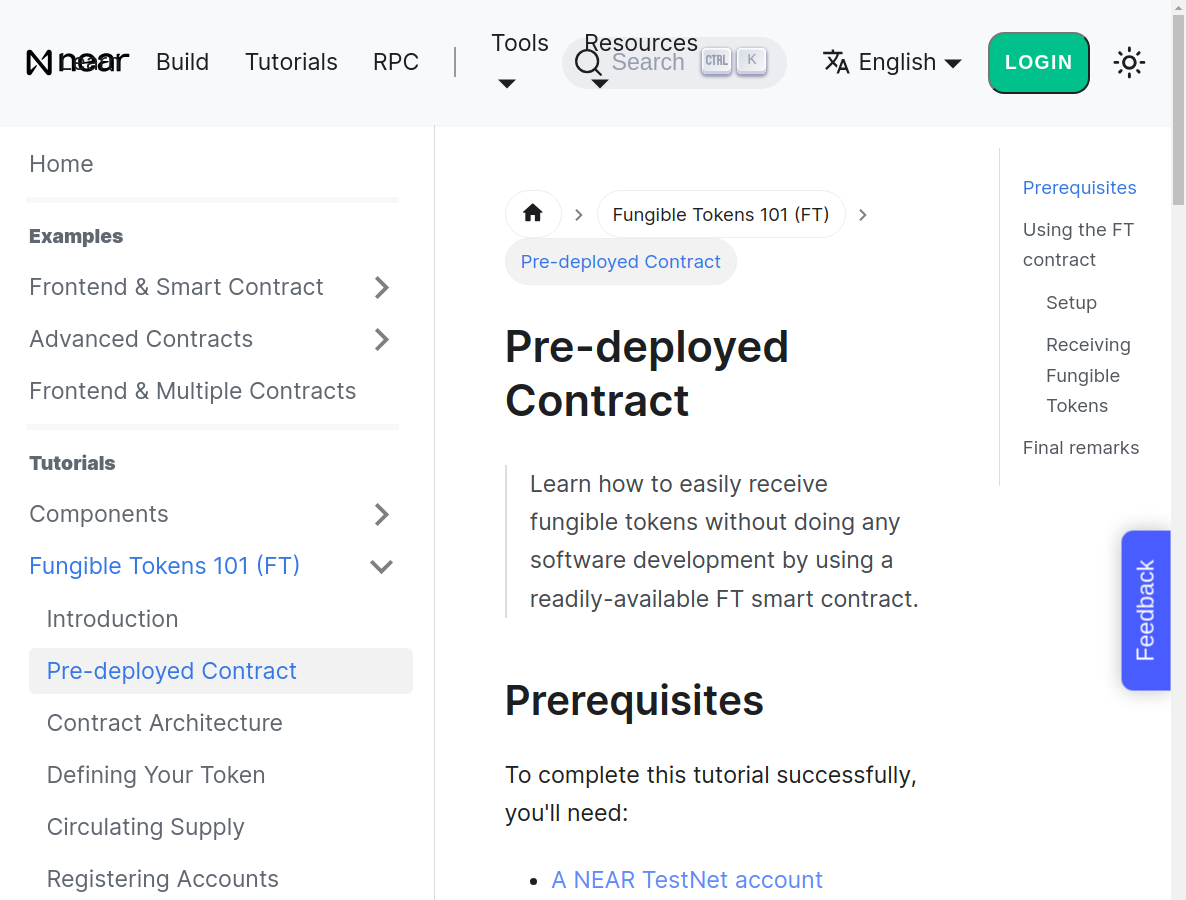 near
Learn
Build
Tutorials
RPC
Tools
Resources
Search
CTRL
K
English
LOGIN
Home
Examples
Frontend & Smart Contract
Advanced Contracts
Frontend & Multiple Contracts
Tutorials
Components
Fungible Tokens 101 (FT)
Introduction
Pre-deployed Contract
Contract Architecture
Defining Your Token
Circulating Supply
Registering Accounts
Fungible Tokens 101 (FT)
Pre-deployed Contract
Pre-deployed
Contract
Learn how to easily receive
fungible tokens without doing any
software development by using a
readily-available FT smart contract.
Prerequisites
To complete this tutorial successfully,
you'll need:
A NEAR TestNet account
Prerequisites
Using the FT
contract
Setup
Receiving
Fungible
Tokens
Final remarks
Feedback